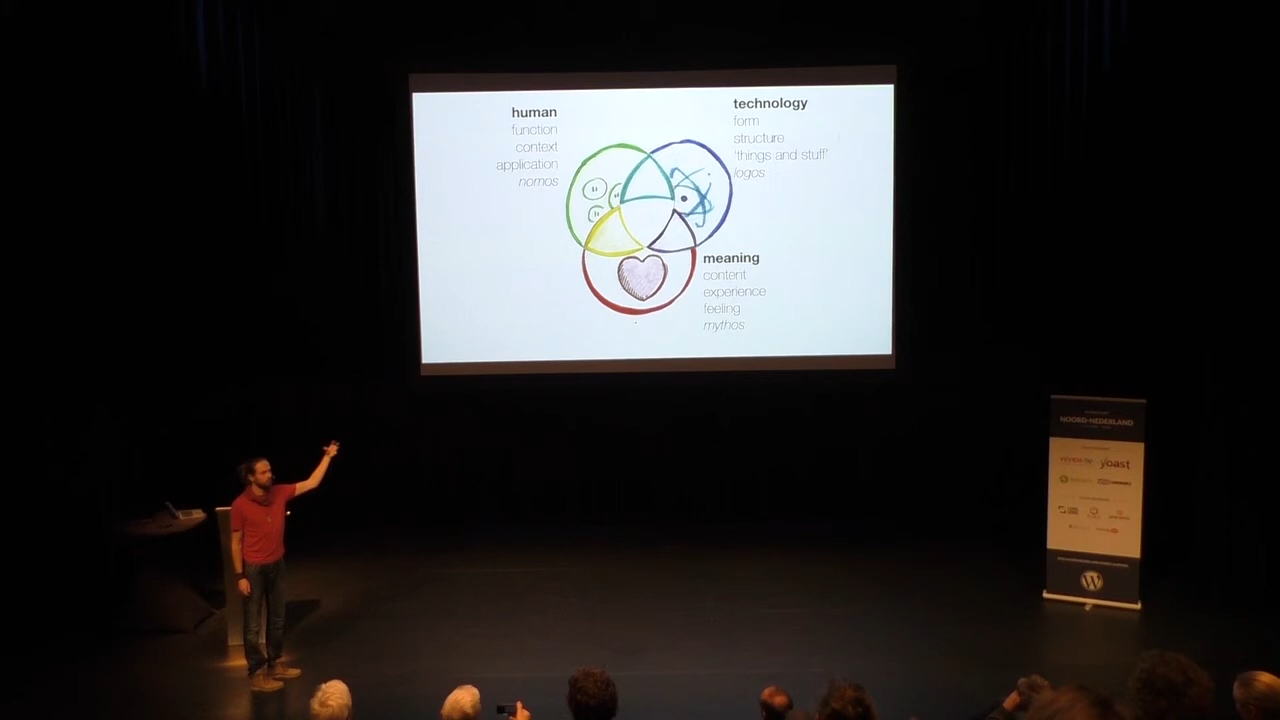 human
function
context
application
nomos
technology
form
structure
'things and stuff'
logos
meaning
content
experience
feeling
mythos
NOORD-NEDERLAND
yoast
W